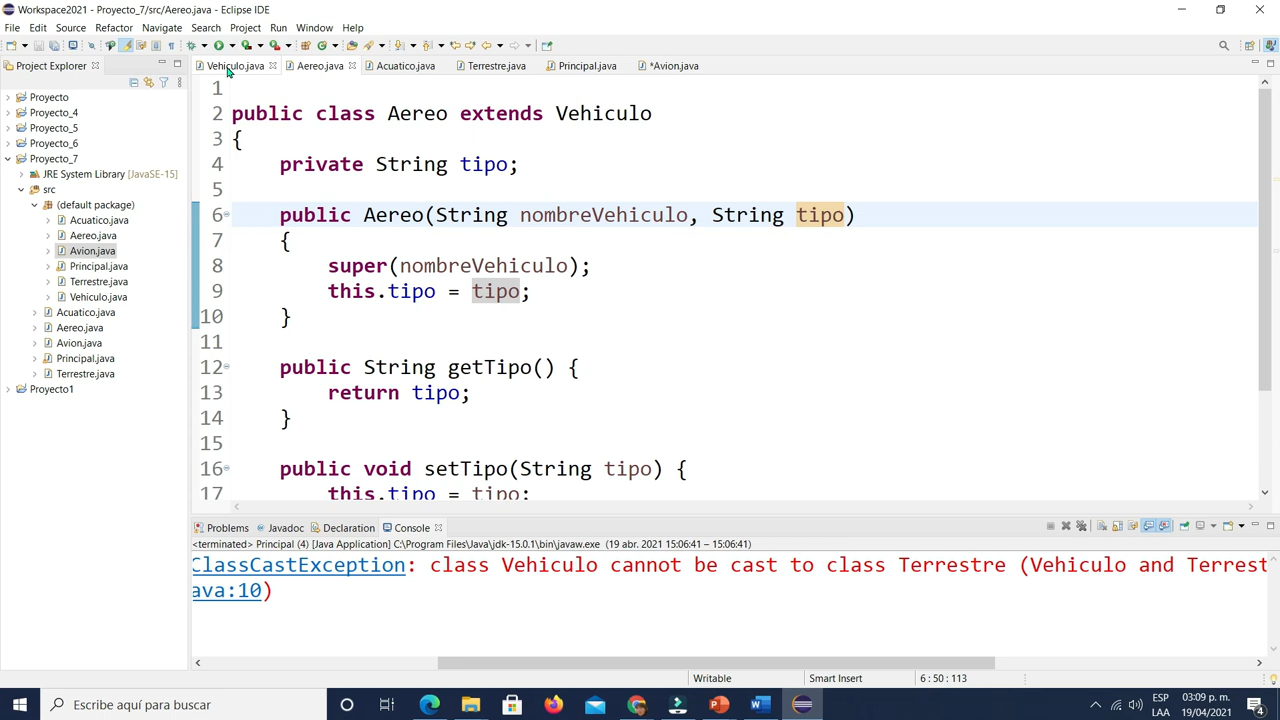 Workspace2021 - Proyecto_7/src/Aereo.java - Eclipse IDE
File Edit Source Refactor Navigate Search Project Run Window Help
Project Explorer
Vehiculo.java Aereo.java Acuatico.java Terrestre.java Principal.java *Avion.java
Proyecto
Proyecto_4
Proyecto_5
Proyecto_6
Proyecto_7
JRE System Library [JavaSE-15]
src
(default package)
Acuatico.java
Aereo.java
Avion.java
Principal.java
Terrestre.java
Vehiculo.java
Acuatico.java
Aereo.java
Avion.java
Principal.java
Terrestre.java
Proyecto1
1
2 public class Aereo extends Vehiculo
3 {
4 private String tipo;
5
6 public Aereo(String nombreVehiculo, String tipo)
7 {
8 super(nombreVehiculo);
9 this.tipo = tipo;
10 }
11
12 public String getTipo() {
13 return tipo;
14 }
15
16 public void setTipo(String tipo) {
17 this.tipo = tipo;
Problems Javadoc Declaration Console
<terminated> Principal (4) [Java Application] C:\Program Files\Java\jdk-15.0.1\bin\javaw.exe (19 abr. 2021 15:06:41 – 15:06:41)
ClassCastException: class Vehiculo cannot be cast to class Terrestre (Vehiculo and Terrest
ava:10)
Writable Smart Insert 6 : 50 : 113
Escribe aquí para buscar
ESP 03:09 p. m.
LAA 19/04/2021 4